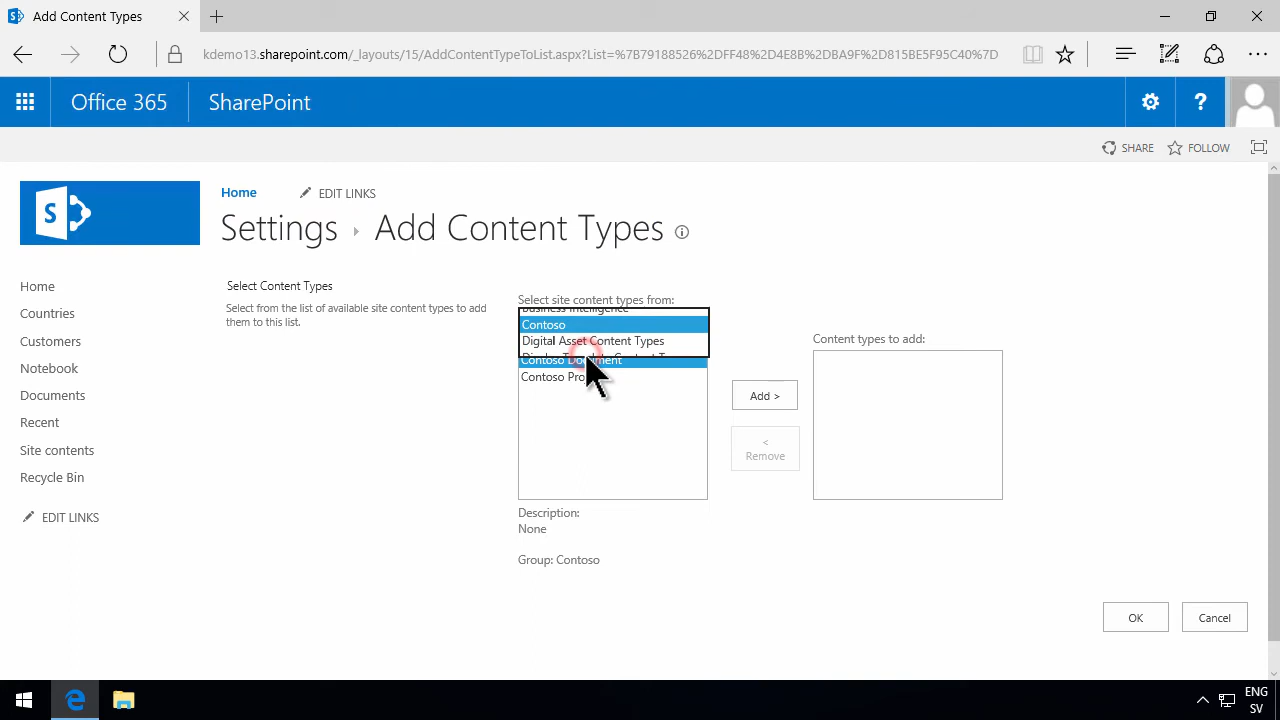 Add Content Types
kdemo13.sharepoint.com/_layouts/15/AddContentTypeToList.aspx?List=%7B79188526%2DFF48%2D4E8B%2DBA9F%2D815BE5F95C40%7D
Office 365
SharePoint
?
SHARE
FOLLOW
S
Home
EDIT LINKS
Settings
Add Content Types
Home
Countries
Customers
Notebook
Documents
Recent
Site contents
Recycle Bin
EDIT LINKS
Select Content Types
Select from the list of available site content types to add
them to this list.
Select site content types from:
Business Intelligence
Contoso
Digital Asset Content Types
Contoso Document
Contoso Pro
Description:
None
Group: Contoso
Add >
<
Remove
Content types to add:
OK
Cancel
ENG
SV